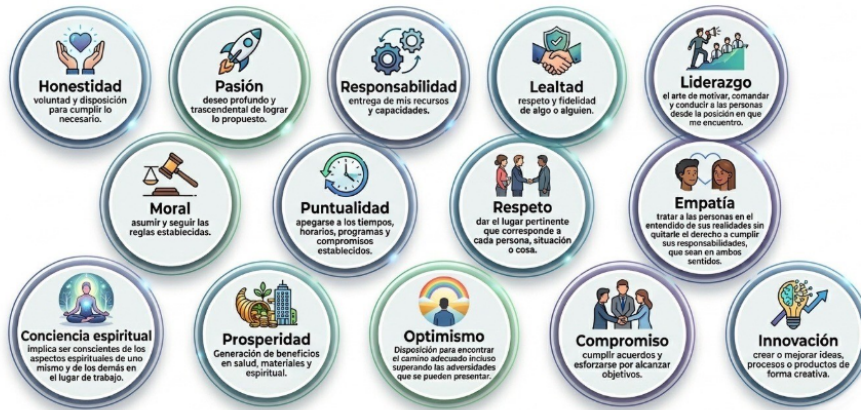 Honestidad
voluntad y disposición
para cumplir lo
necesario.
Pasión
deseo profundo y
trascendental de lograr
lo propuesto.
Responsabilidad
entrega de mis recursos
y capacidades.
Lealtad
respeto y fidelidad
de algo o alguien.
Liderazgo
el arte de motivar, comandar
y conducir a las personas
desde la posición en que
me encuentro.
Moral
asumir y seguir las
reglas establecidas.
Puntualidad
apegarse a los tiempos,
horarios, programas y
compromisos
establecidos.
Respeto
dar el lugar pertinente
que corresponde a
cada persona, situación
o cosa.
Empatía
tratar a las personas en el
entendido de sus realidades sin
quitarle el derecho a cumplir
sus responsabilidades,
que sean en ambos
sentidos.
Conciencia espiritual
implica ser conscientes de los
aspectos espirituales de uno
mismo y de los demás en
el lugar de trabajo.
Prosperidad
Generación de beneficios
en salud, materiales y
espiritual.
Optimismo
Disposición para encontrar
el camino adecuado incluso
superando las adversidades
que se pueden presentar.
Compromiso
cumplir acuerdos y
esforzarse por alcanzar
objetivos.
Innovación
crear o mejorar ideas,
procesos o productos de
forma creativa.